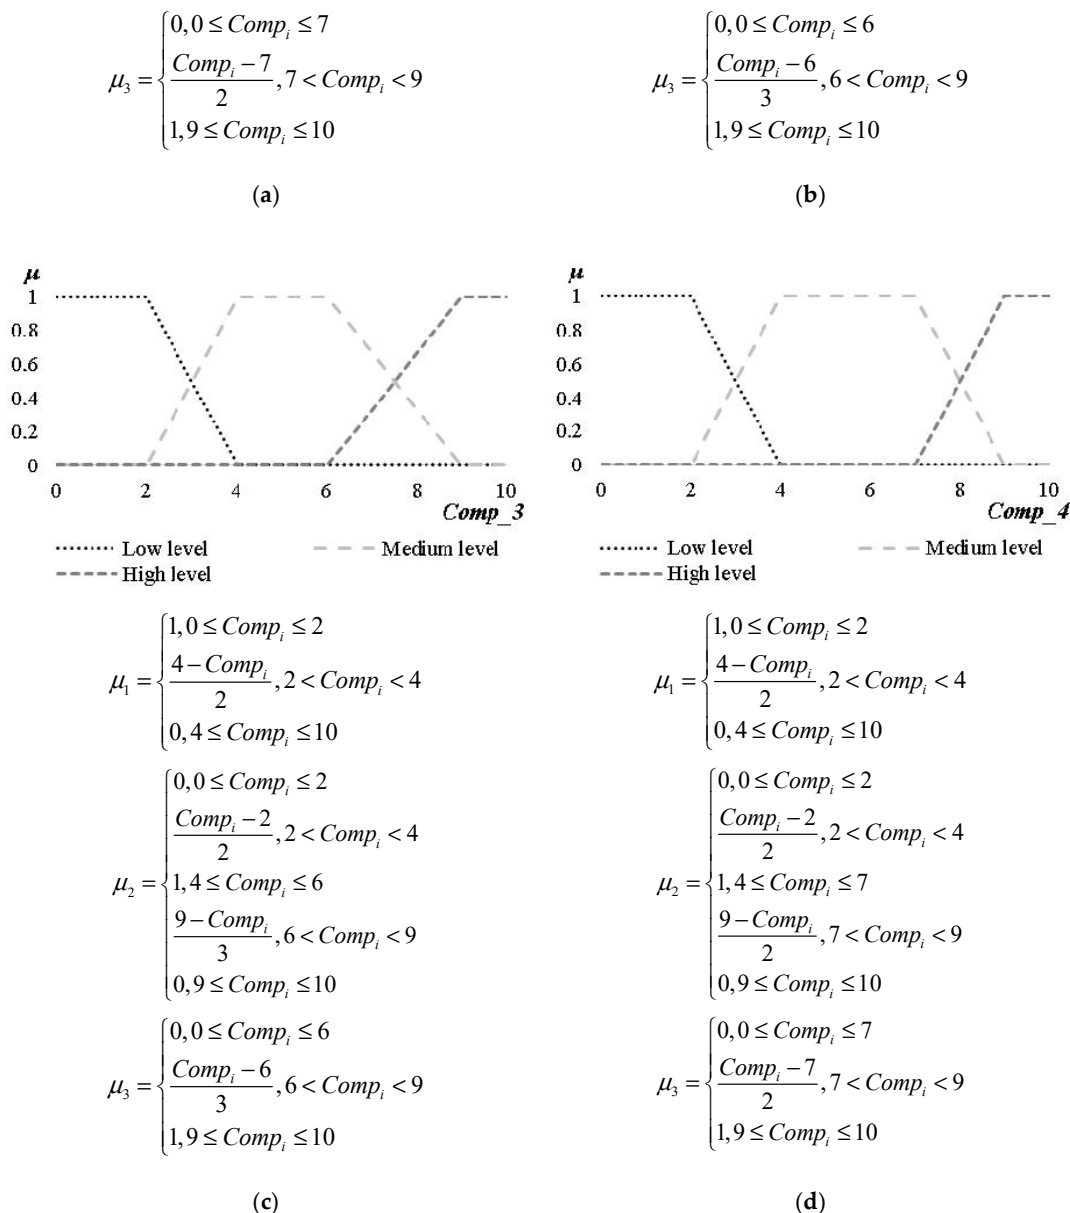 μ₃ = { 0, 0 ≤ Comp_i ≤ 7
(Comp_i − 7)/2, 7 < Comp_i < 9
1, 9 ≤ Comp_i ≤ 10
(a)
μ₃ = { 0, 0 ≤ Comp_i ≤ 6
(Comp_i − 6)/3, 6 < Comp_i < 9
1, 9 ≤ Comp_i ≤ 10
(b)
μ
1
0.8
0.6
0.4
0.2
0
0 2 4 6 8 10
Comp_3
Low level Medium level
High level
μ₁ = { 1, 0 ≤ Comp_i ≤ 2
(4 − Comp_i)/2, 2 < Comp_i < 4
0, 4 ≤ Comp_i ≤ 10
μ₂ = { 0, 0 ≤ Comp_i ≤ 2
(Comp_i − 2)/2, 2 < Comp_i < 4
1, 4 ≤ Comp_i ≤ 6
(9 − Comp_i)/3, 6 < Comp_i < 9
0, 9 ≤ Comp_i ≤ 10
μ₃ = { 0, 0 ≤ Comp_i ≤ 6
(Comp_i − 6)/3, 6 < Comp_i < 9
1, 9 ≤ Comp_i ≤ 10
(c)
μ
1
0.8
0.6
0.4
0.2
0
0 2 4 6 8 10
Comp_4
Low level Medium level
High level
μ₁ = { 1, 0 ≤ Comp_i ≤ 2
(4 − Comp_i)/2, 2 < Comp_i < 4
0, 4 ≤ Comp_i ≤ 10
μ₂ = { 0, 0 ≤ Comp_i ≤ 2
(Comp_i − 2)/2, 2 < Comp_i < 4
1, 4 ≤ Comp_i ≤ 7
(9 − Comp_i)/2, 7 < Comp_i < 9
0, 9 ≤ Comp_i ≤ 10
μ₃ = { 0, 0 ≤ Comp_i ≤ 7
(Comp_i − 7)/2, 7 < Comp_i < 9
1, 9 ≤ Comp_i ≤ 10
(d)